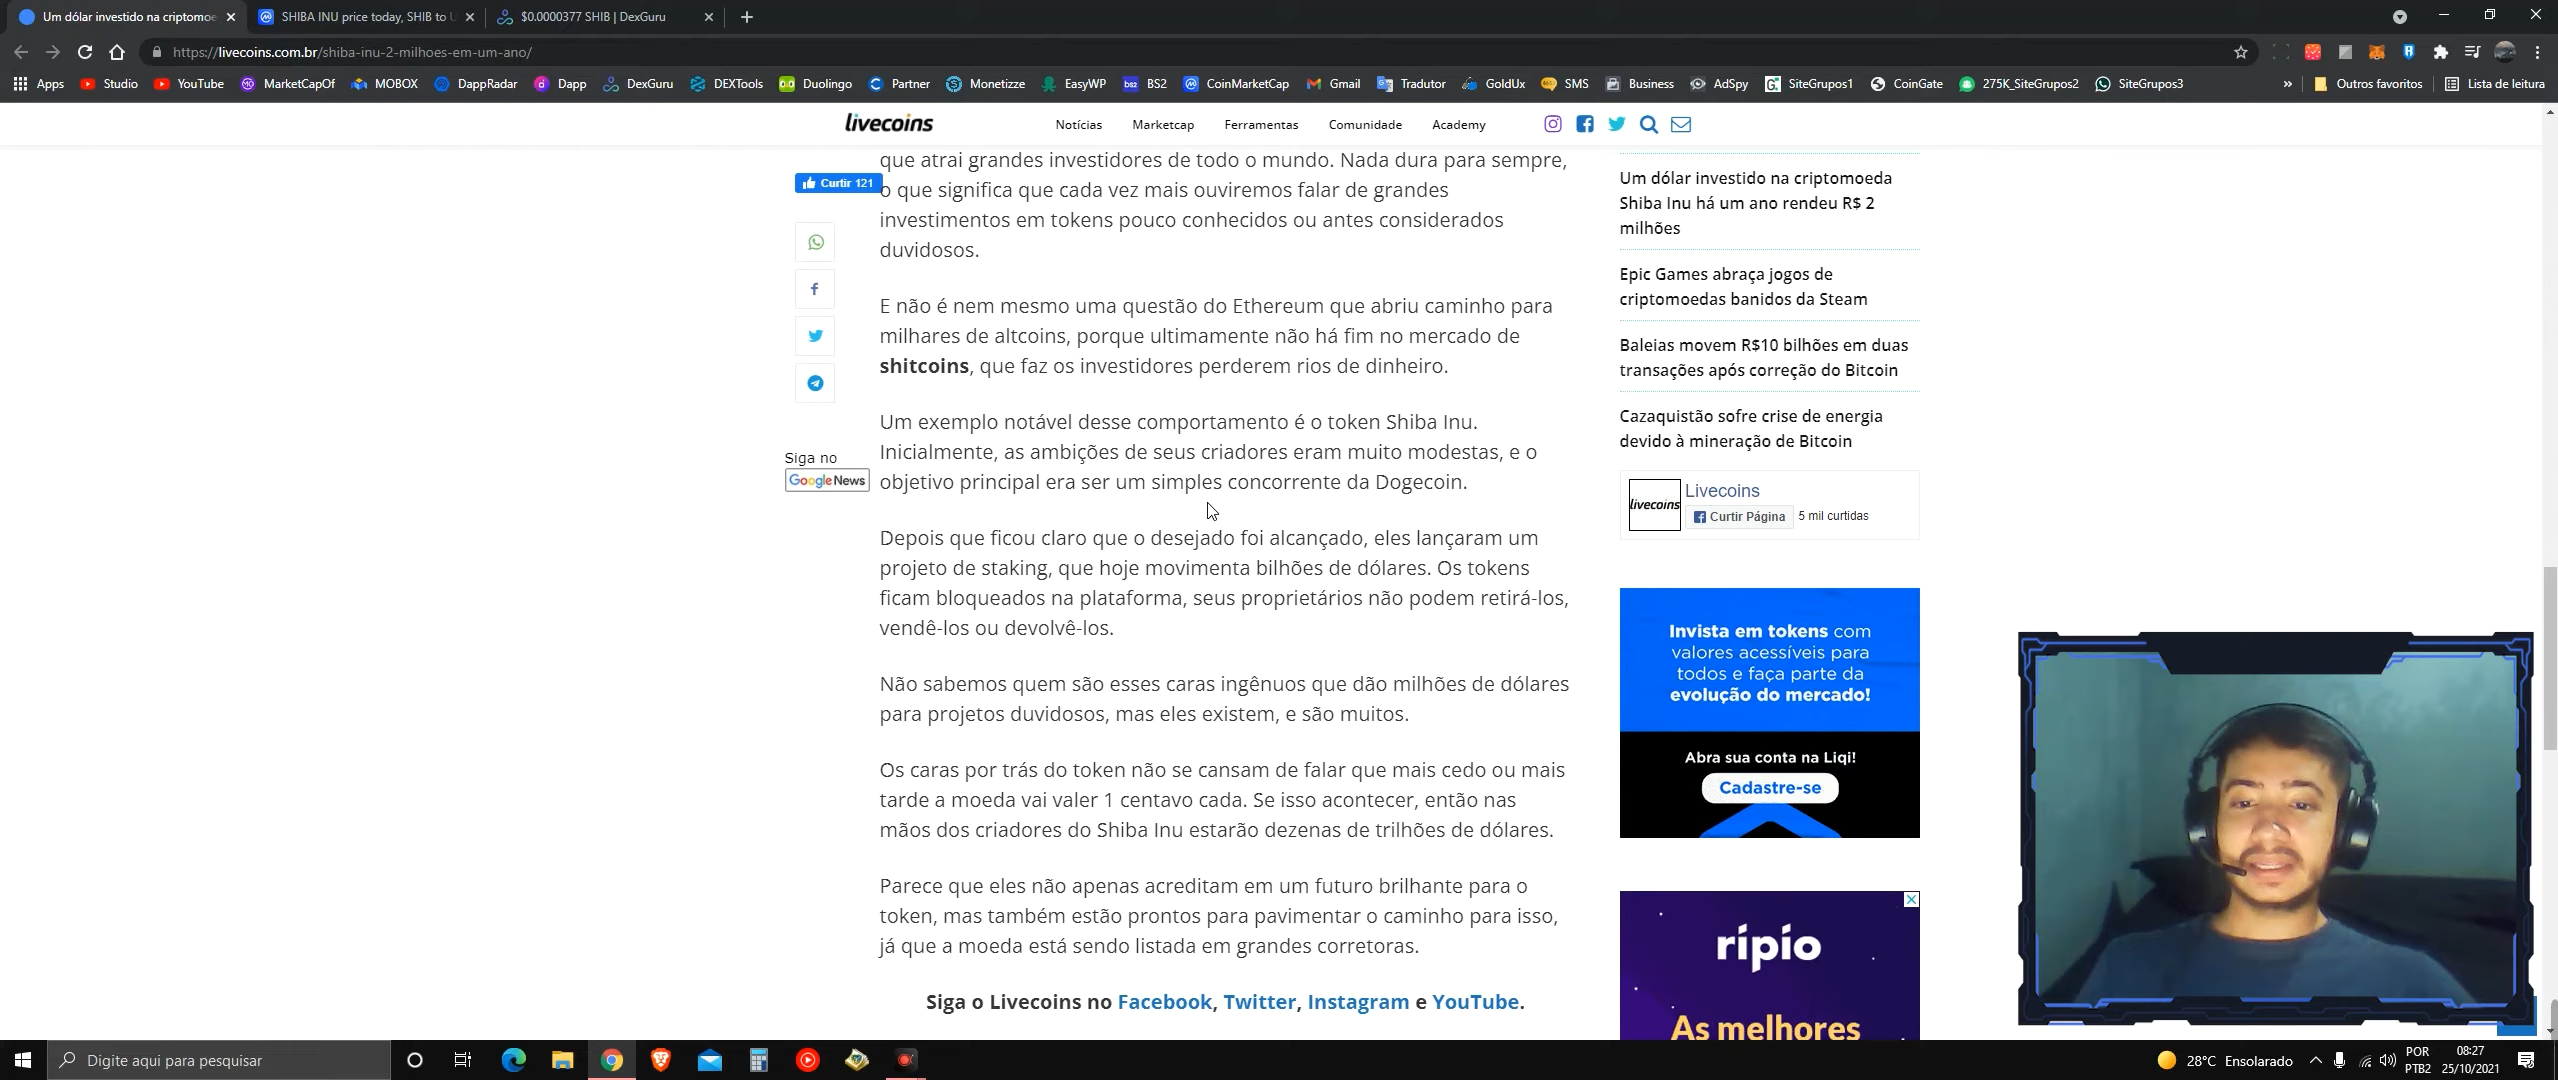 Um dólar investido na criptomoe
SHIBA INU price today, SHIB to U
$0.0000377 SHIB | DexGuru
https://livecoins.com.br/shiba-inu-2-milhoes-em-um-ano/
Apps Studio YouTube MarketCapOf MOBOX DappRadar Dapp DexGuru DEXTools Duolingo Partner Monetizze EasyWP BS2 CoinMarketCap Gmail Tradutor GoldUx SMS Business AdSpy SiteGrupos1 CoinGate 275K_SiteGrupos2 SiteGrupos3 » Outros favoritos Lista de leitura
livecoins
Notícias Marketcap Ferramentas Comunidade Academy
que atrai grandes investidores de todo o mundo. Nada dura para sempre,
o que significa que cada vez mais ouviremos falar de grandes
investimentos em tokens pouco conhecidos ou antes considerados
duvidosos.
E não é nem mesmo uma questão do Ethereum que abriu caminho para
milhares de altcoins, porque ultimamente não há fim no mercado de
shitcoins, que faz os investidores perderem rios de dinheiro.
Um exemplo notável desse comportamento é o token Shiba Inu.
Inicialmente, as ambições de seus criadores eram muito modestas, e o
objetivo principal era ser um simples concorrente da Dogecoin.
Depois que ficou claro que o desejado foi alcançado, eles lançaram um
projeto de staking, que hoje movimenta bilhões de dólares. Os tokens
ficam bloqueados na plataforma, seus proprietários não podem retirá-los,
vendê-los ou devolvê-los.
Não sabemos quem são esses caras ingênuos que dão milhões de dólares
para projetos duvidosos, mas eles existem, e são muitos.
Os caras por trás do token não se cansam de falar que mais cedo ou mais
tarde a moeda vai valer 1 centavo cada. Se isso acontecer, então nas
mãos dos criadores do Shiba Inu estarão dezenas de trilhões de dólares.
Parece que eles não apenas acreditam em um futuro brilhante para o
token, mas também estão prontos para pavimentar o caminho para isso,
já que a moeda está sendo listada em grandes corretoras.
Siga o Livecoins no Facebook, Twitter, Instagram e YouTube.
Curtir 121
Siga no
Google News
Um dólar investido na criptomoeda
Shiba Inu há um ano rendeu R$ 2
milhões
Epic Games abraça jogos de
criptomoedas banidos da Steam
Baleias movem R$10 bilhões em duas
transações após correção do Bitcoin
Cazaquistão sofre crise de energia
devido à mineração de Bitcoin
livecoins
Livecoins
Curtir Página 5 mil curtidas
Invista em tokens com
valores acessíveis para
todos e faça parte da
evolução do mercado!
Abra sua conta na Liqi!
Cadastre-se
ripio
As melhores
Digite aqui para pesquisar
28°C Ensolarado
POR
PTB2
08:27
25/10/2021